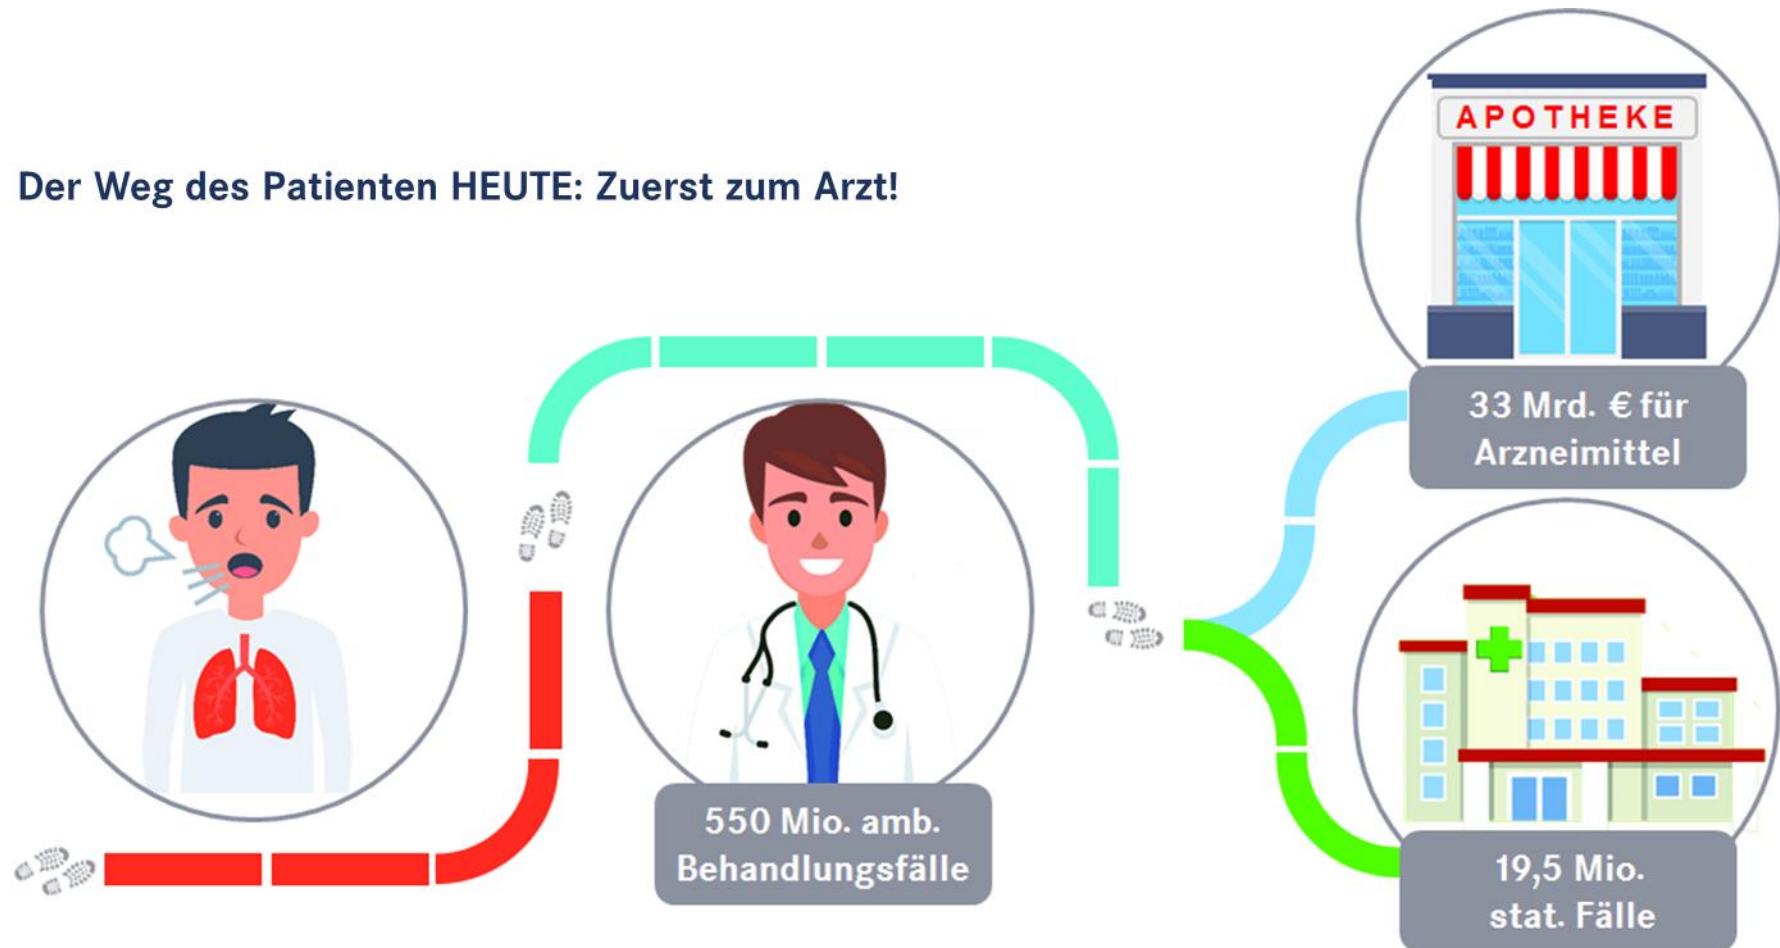 Der Weg des Patienten HEUTE: Zuerst zum Arzt!
APOTHEKE
33 Mrd. € für
Arzneimittel
550 Mio. amb.
Behandlungsfälle
19,5 Mio.
stat. Fälle